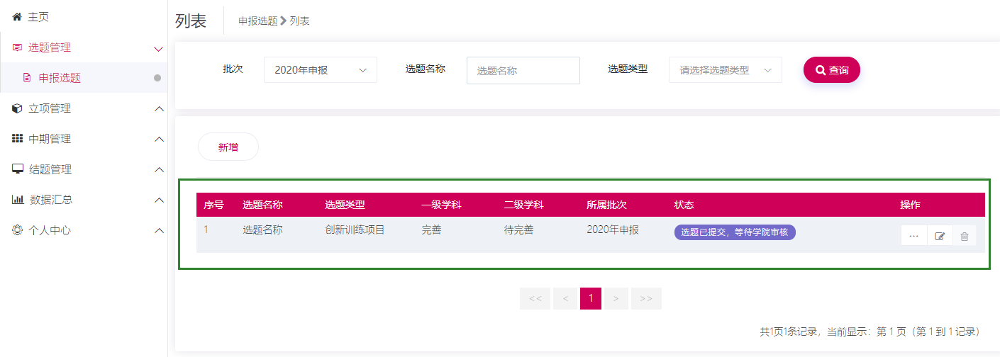 主页
选题管理
申报选题
立项管理
中期管理
结题管理
数据汇总
个人中心
列表 申报选题 列表
批次 2020年申报 选题名称 选题名称 选题类型 请选择选题类型 查询
新增
序号 选题名称 选题类型 一级学科 二级学科 所属批次 状态 操作
1 选题名称 创新训练项目 完善 待完善 2020年申报 选题已提交，等待学院审核 ...
<< < 1 > >>
共1页1条记录，当前显示：第 1 页（第 1 到 1 记录）